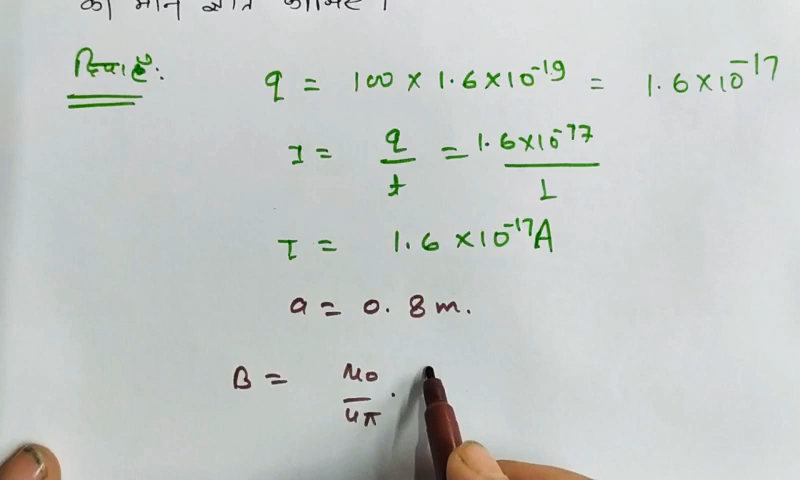 का मान ज्ञात कीजिए।
दिया है:
q = 100 × 1.6×10⁻¹⁹ = 1.6×10⁻¹⁷
I = q/t = 1.6×10⁻¹⁷/1
I = 1.6 ×10⁻¹⁷A
a = 0.8 m.
B = μ0/4π .